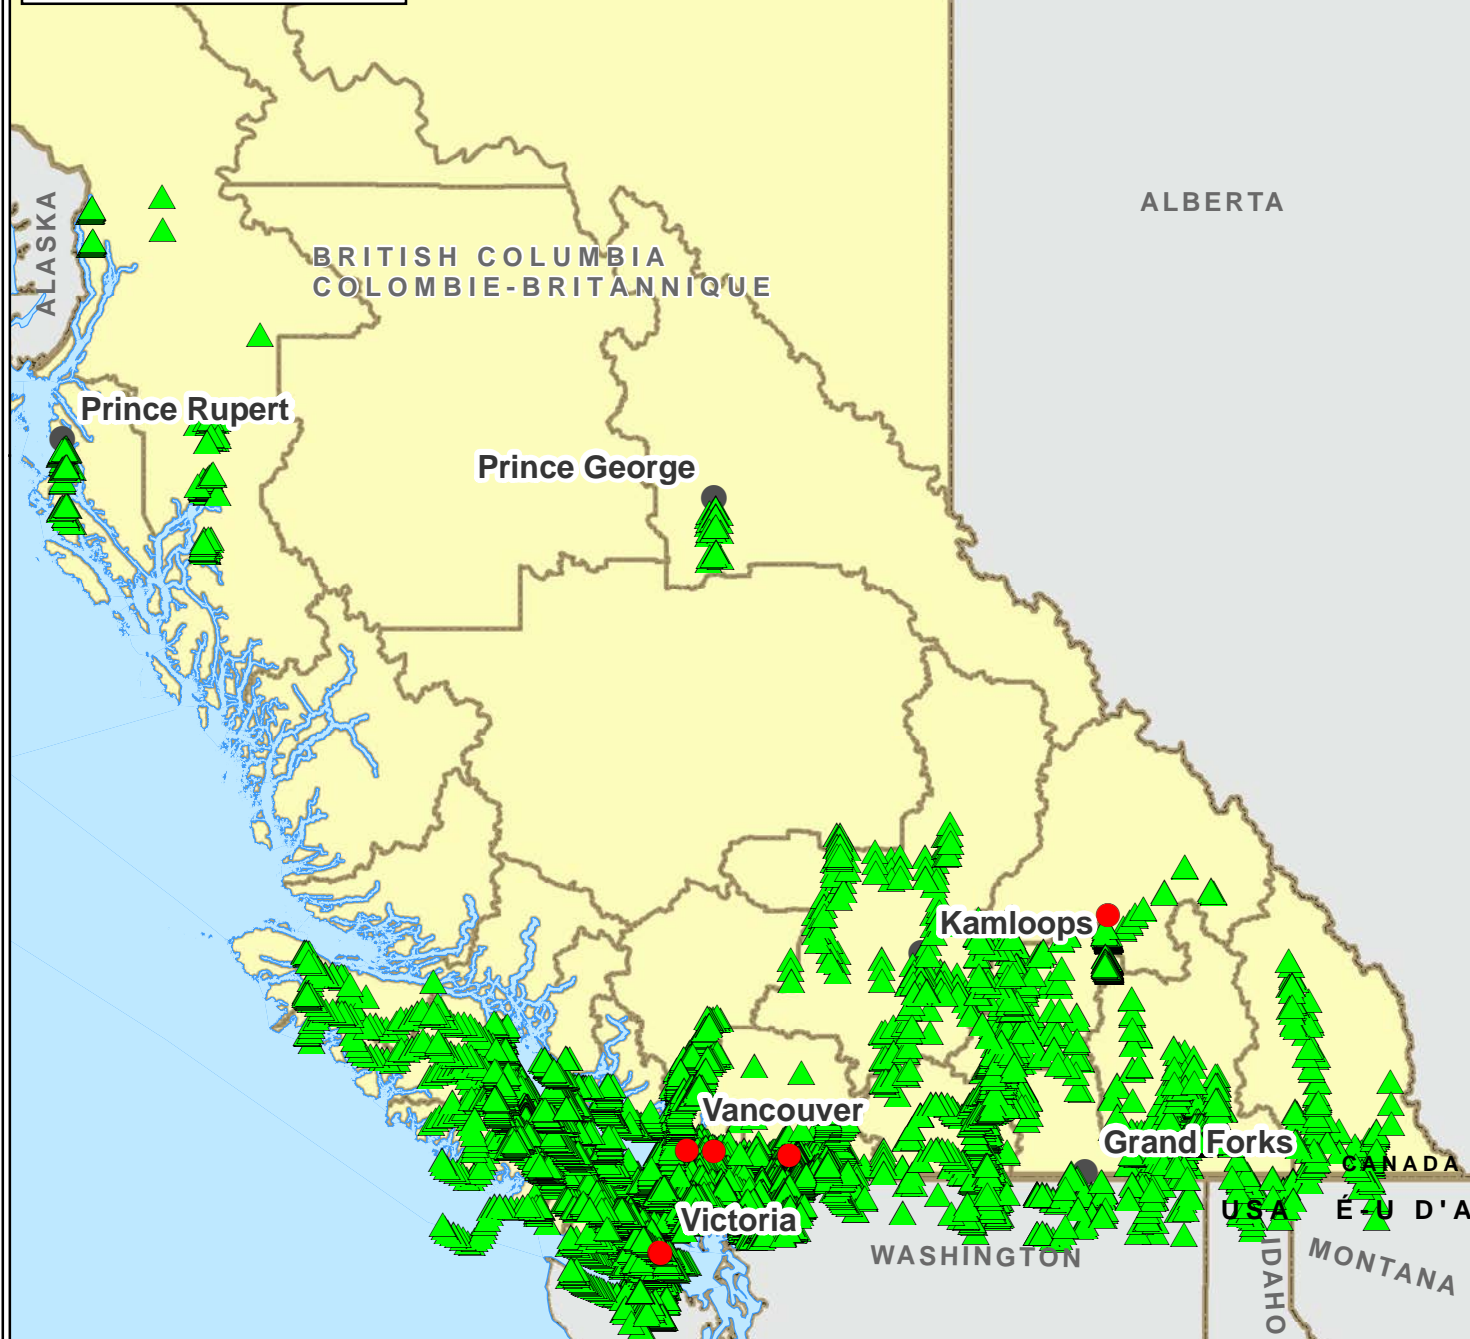 ALASKA
ALBERTA
BRITISH COLUMBIA
COLOMBIE-BRITANNIQUE
Prince Rupert
Prince George
Kamloops
Vancouver
Grand Forks
CANADA
Victoria
USA É-U D'A
WASHINGTON
IDAHO
MONTANA